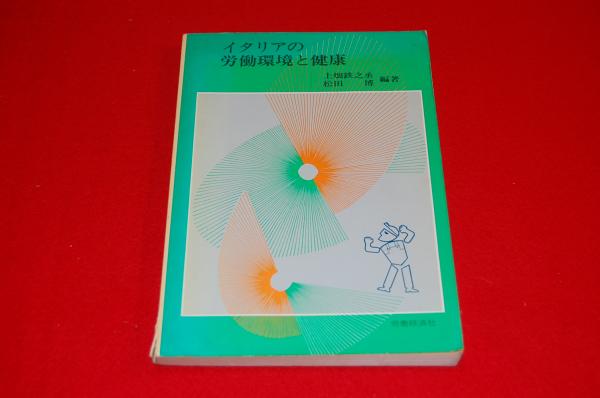 イタリアの
労働環境と健康
上畑鉄之丞
松田 博 編著
労働経済社